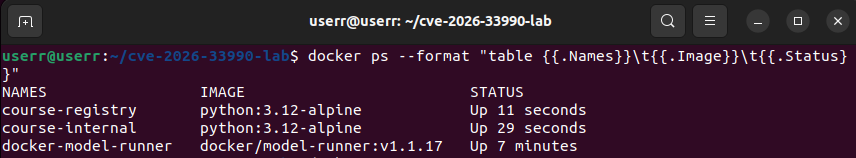 userr@userr: ~/cve-2026-33990-lab
userr@userr:~/cve-2026-33990-lab$ docker ps --format "table {{.Names}}\t{{.Image}}\t{{.Status}
}"
NAMES IMAGE STATUS
course-registry python:3.12-alpine Up 11 seconds
course-internal python:3.12-alpine Up 29 seconds
docker-model-runner docker/model-runner:v1.1.17 Up 7 minutes